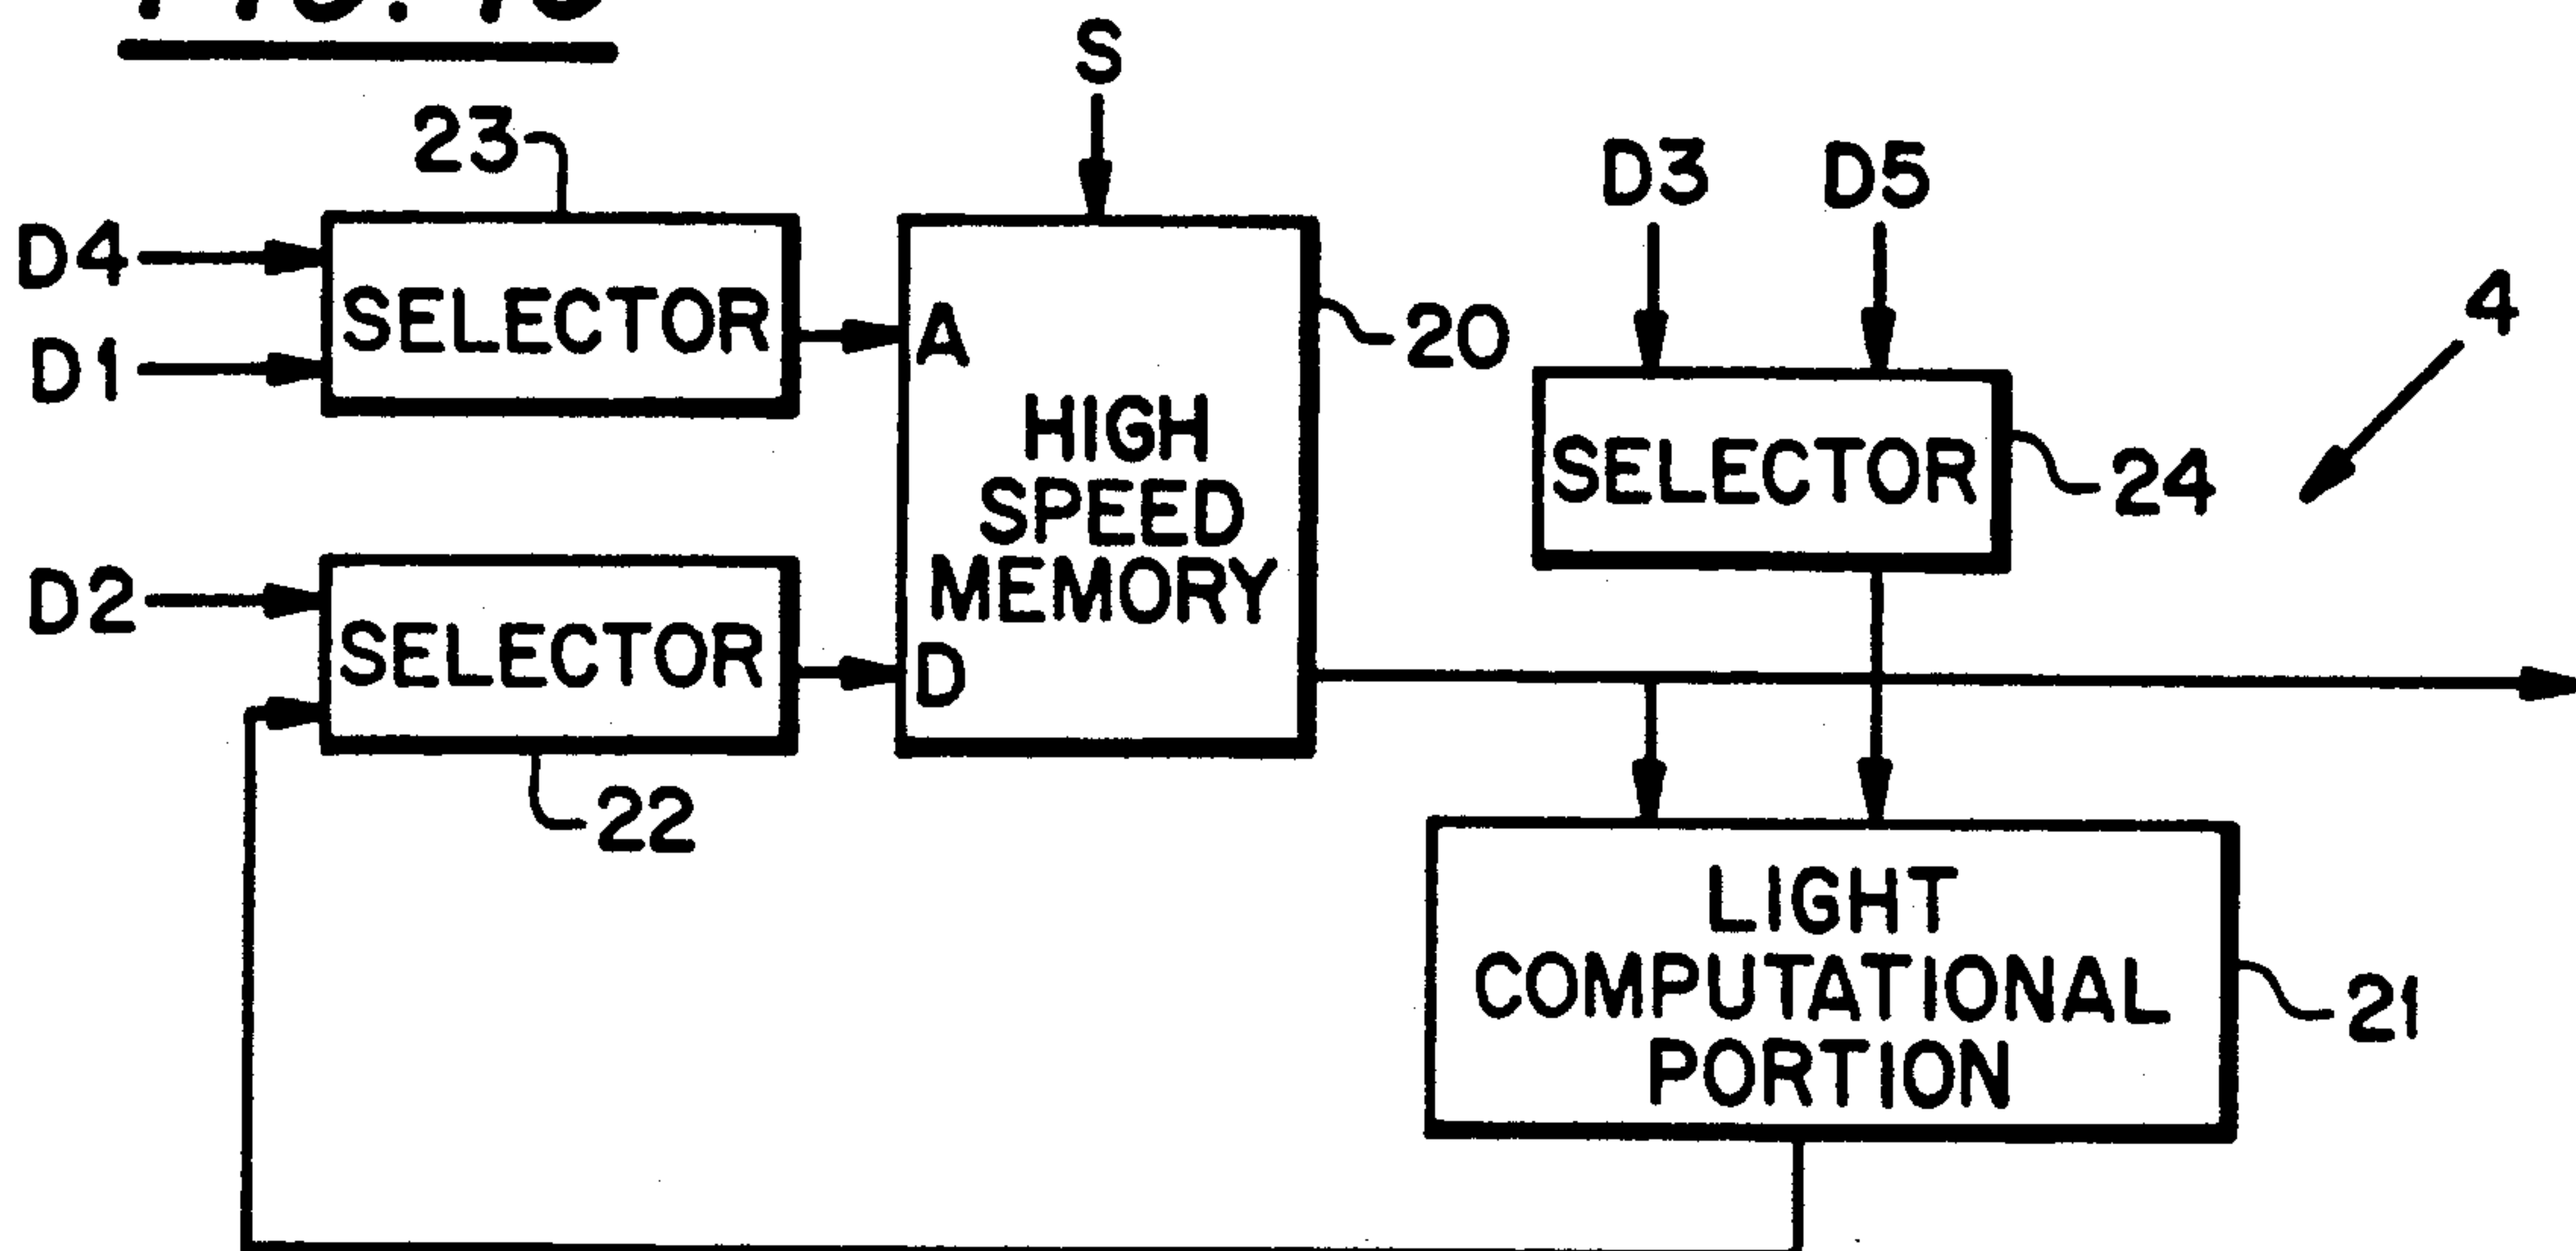 S
23
D3 D5
D4
SELECTOR
D1
A
20
4
HIGH
SPEED
MEMORY
SELECTOR
24
D2
SELECTOR
D
22
LIGHT
COMPUTATIONAL
PORTION
21